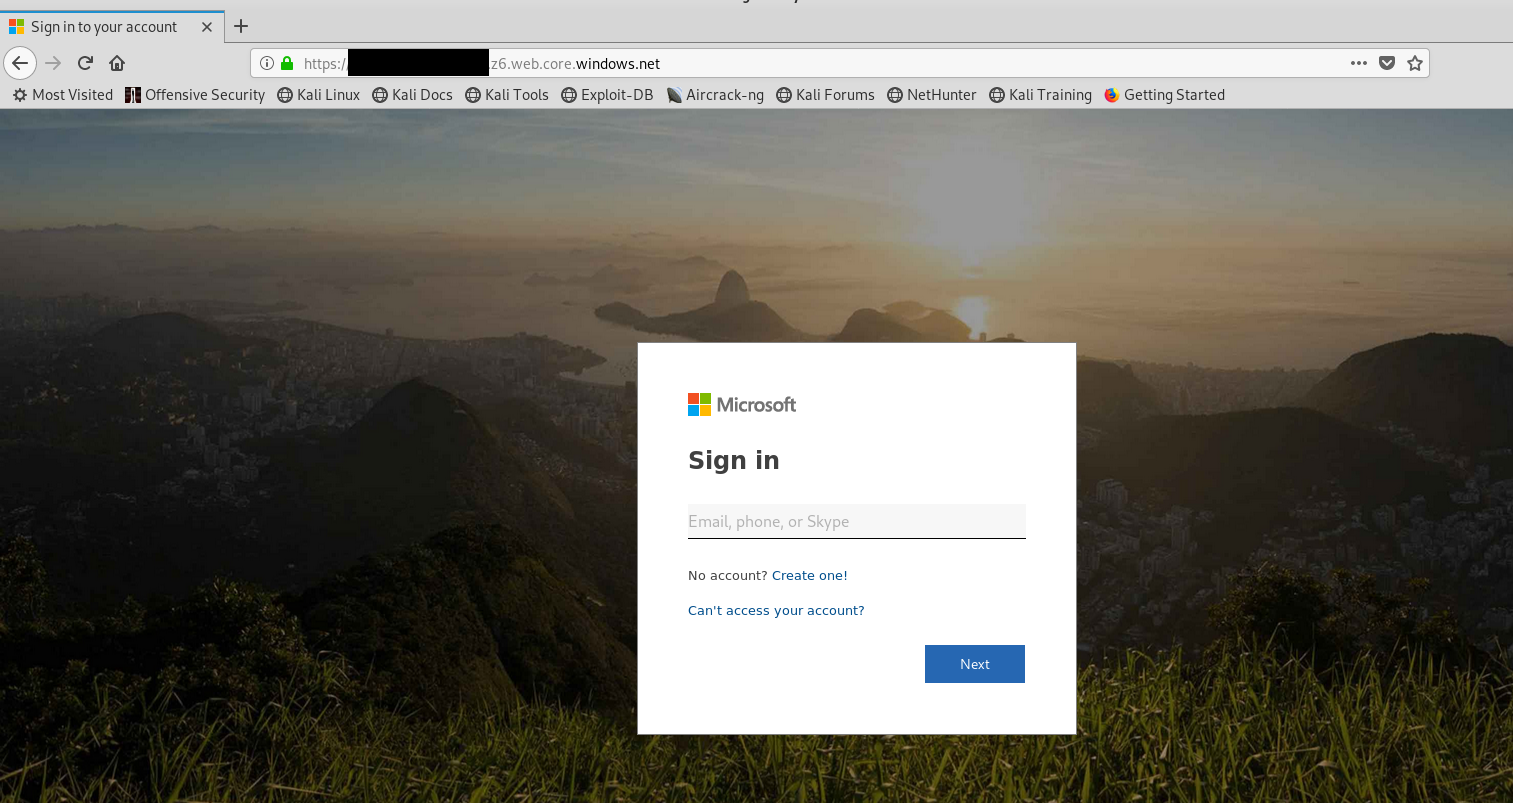 Sign in to your account
https:/
z6.web.core.windows.net
Most Visited Offensive Security Kali Linux Kali Docs Kali Tools Exploit-DB Aircrack-ng Kali Forums NetHunter Kali Training Getting Started
Microsoft
Sign in
Email, phone, or Skype
No account? Create one!
Can't access your account?
Next